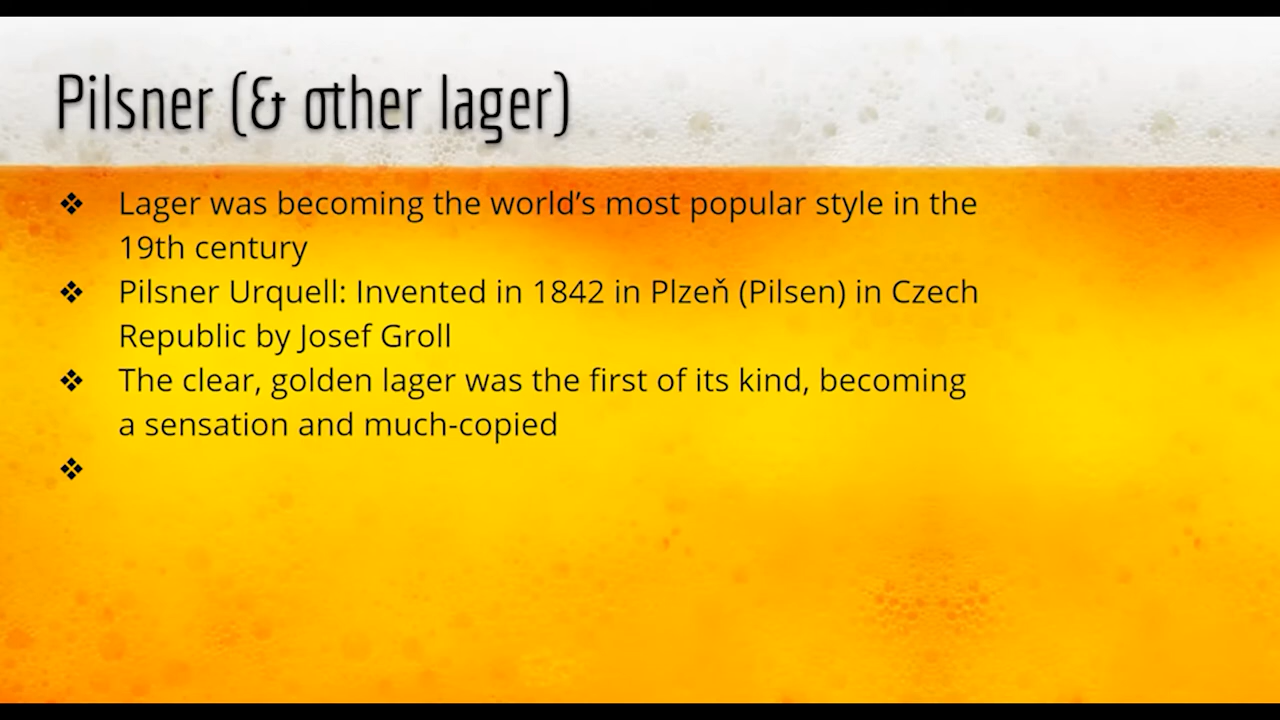 Pilsner (& other lager)
❖ Lager was becoming the world’s most popular style in the
19th century
❖ Pilsner Urquell: Invented in 1842 in Plzeň (Pilsen) in Czech
Republic by Josef Groll
❖ The clear, golden lager was the first of its kind, becoming
a sensation and much-copied
❖